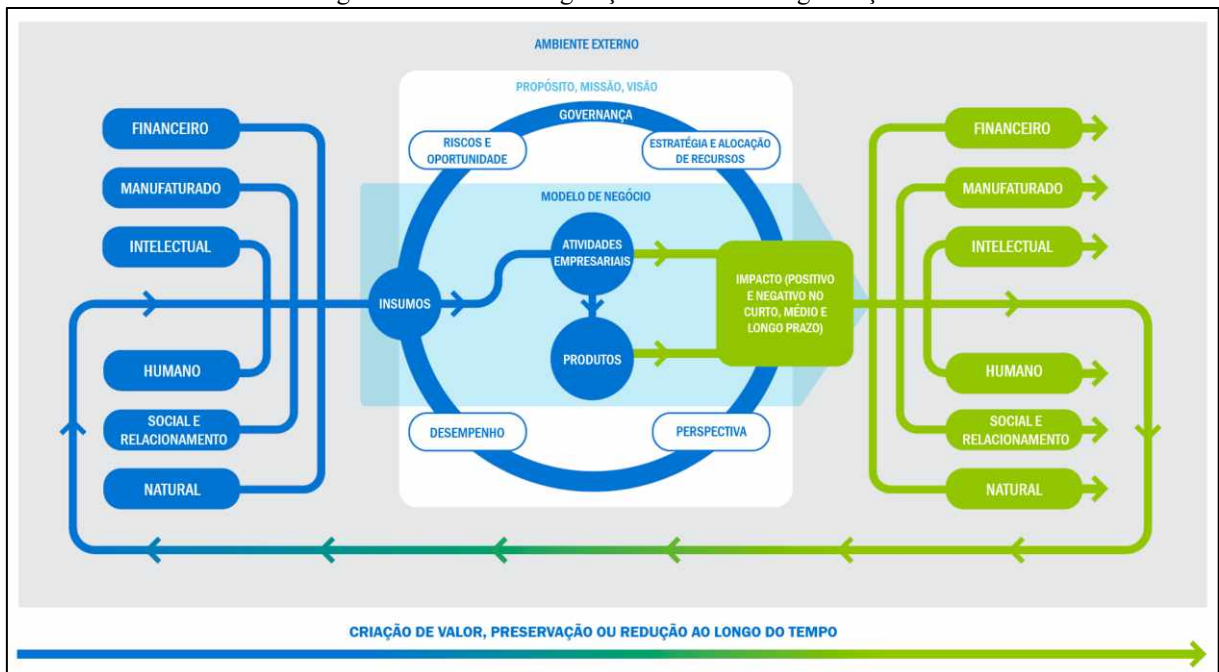 AMBIENTE EXTERNO
PROPÓSITO, MISSÃO, VISÃO
GOVERNANÇA
FINANCEIRO
MANUFATURADO
INTELECTUAL
HUMANO
SOCIAL E
RELACIONAMENTO
NATURAL
RISCOS E
OPORTUNIDADE
ESTRATÉGIA E ALOCAÇÃO
DE RECURSOS
MODELO DE NEGÓCIO
INSUMOS
ATIVIDADES
EMPRESARIAIS
PRODUTOS
IMPACTO (POSITIVO
E NEGATIVO NO
CURTO, MÉDIO E
LONGO PRAZO)
DESEMPENHO
PERSPECTIVA
FINANCEIRO
MANUFATURADO
INTELECTUAL
HUMANO
SOCIAL E
RELACIONAMENTO
NATURAL
CRIAÇÃO DE VALOR, PRESERVAÇÃO OU REDUÇÃO AO LONGO DO TEMPO